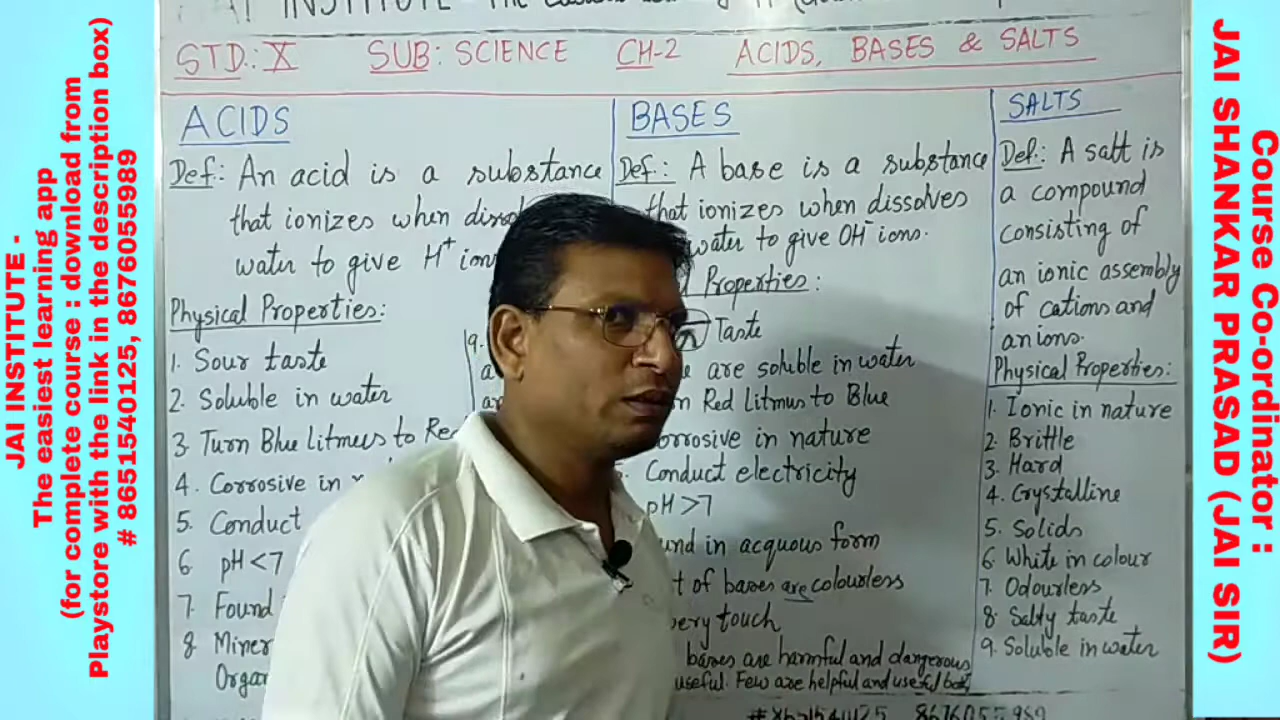 JAI INSTITUTE -
The easiest learning app
(for complete course : download from
Playstore with the link in the description box)
# 8651540125, 8676055989
INSTITUTE
STD.: X SUB: SCIENCE CH-2 ACIDS, BASES & SALTS
ACIDS
Def: An acid is a substance
that ionizes when
water to give H+ ions
Physical Properties:
1. Sour taste
2. Soluble in water
3. Turn Blue Litmus to Red
4. Corrosive in
5. Conduct
6 pH<7
7. Found
8. Miner
Organ
9.
BASES
Def: A base is a substance
that ionizes when dissolves
water to give OH- ions.
Properties:
Taste
are soluble in water
Red Litmus to Blue
orrosive in nature
Conduct electricity
pH>7
und in acquous form
t of bases are colourless
very touch
bases are harmful and dangerous
useful. Few are helpful and useful
SALTS
Def.: A salt is
a compound
consisting of
an ionic assembly
of cations and
anions.
Physical Properties:
1. Ionic in nature
2. Brittle
3. Hard
4. Crystalline
5. Solids
6. White in colour
7. Odourless
8. Salty taste
9. Soluble in water
8676055989
Course Co-ordinator :
JAI SHANKAR PRASAD (JAI SIR)